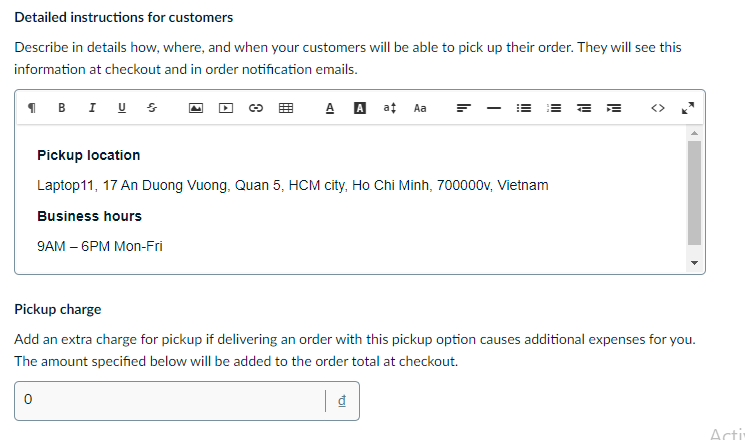 Detailed instructions for customers
Describe in details how, where, and when your customers will be able to pick up their order. They will see this
information at checkout and in order notification emails.
¶ B I U S A A a Aa <>
Pickup location
Laptop11, 17 An Duong Vuong, Quan 5, HCM city, Ho Chi Minh, 700000v, Vietnam
Business hours
9AM – 6PM Mon-Fri
Pickup charge
Add an extra charge for pickup if delivering an order with this pickup option causes additional expenses for you.
The amount specified below will be added to the order total at checkout.
0 ₫